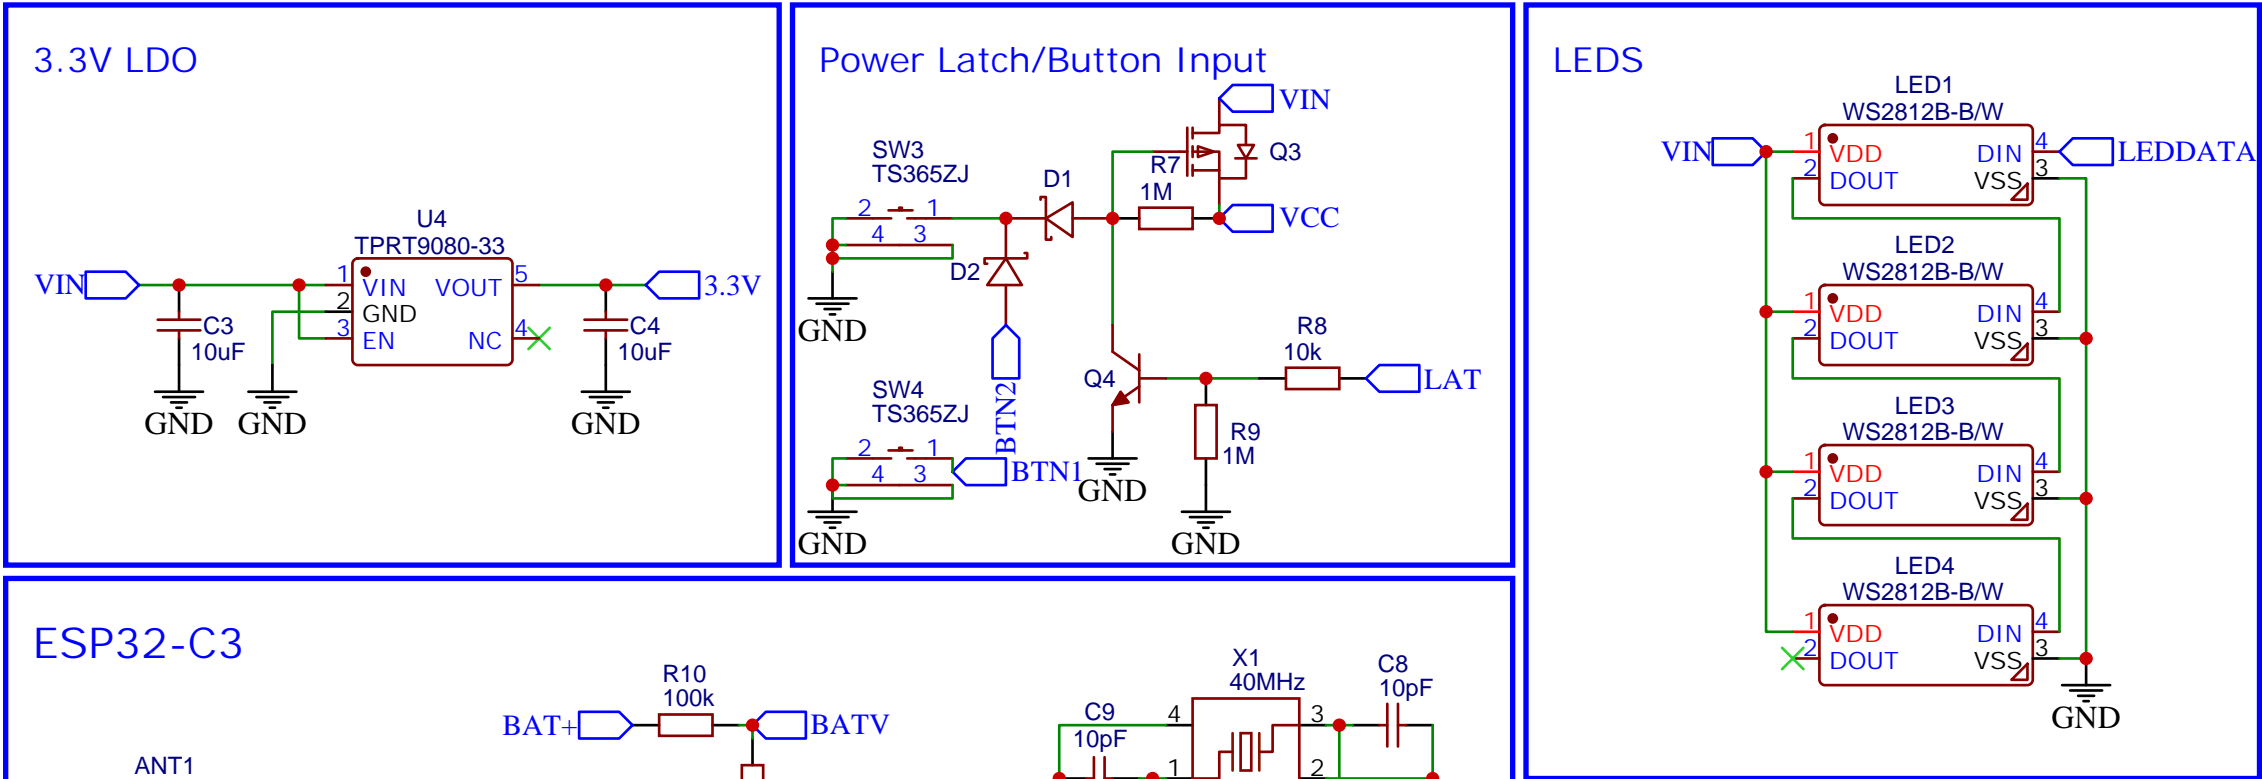 3.3V LDO
U4
TPRT9080-33
VIN
1
VIN
VOUT
5
3.3V
2
GND
3
EN
NC
4
C3
10uF
C4
10uF
GND
GND
GND
Power Latch/Button Input
VIN
Q3
SW3
TS365ZJ
D1
R7
1M
2
1
4
3
VCC
D2
GND
BTN2
R8
10k
Q4
LAT
SW4
TS365ZJ
R9
1M
2
1
4
3
BTN1
GND
GND
GND
LEDS
LED1
WS2812B-B/W
VIN
1
VDD
DIN
4
LEDDATA
2
DOUT
VSS
3
LED2
WS2812B-B/W
1
VDD
DIN
4
2
DOUT
VSS
3
LED3
WS2812B-B/W
1
VDD
DIN
4
2
DOUT
VSS
3
LED4
WS2812B-B/W
1
VDD
DIN
4
2
DOUT
VSS
3
GND
ESP32-C3
R10
100k
BAT+
BATV
ANT1
X1
40MHz
C8
10pF
C9
10pF
4
3
1
2